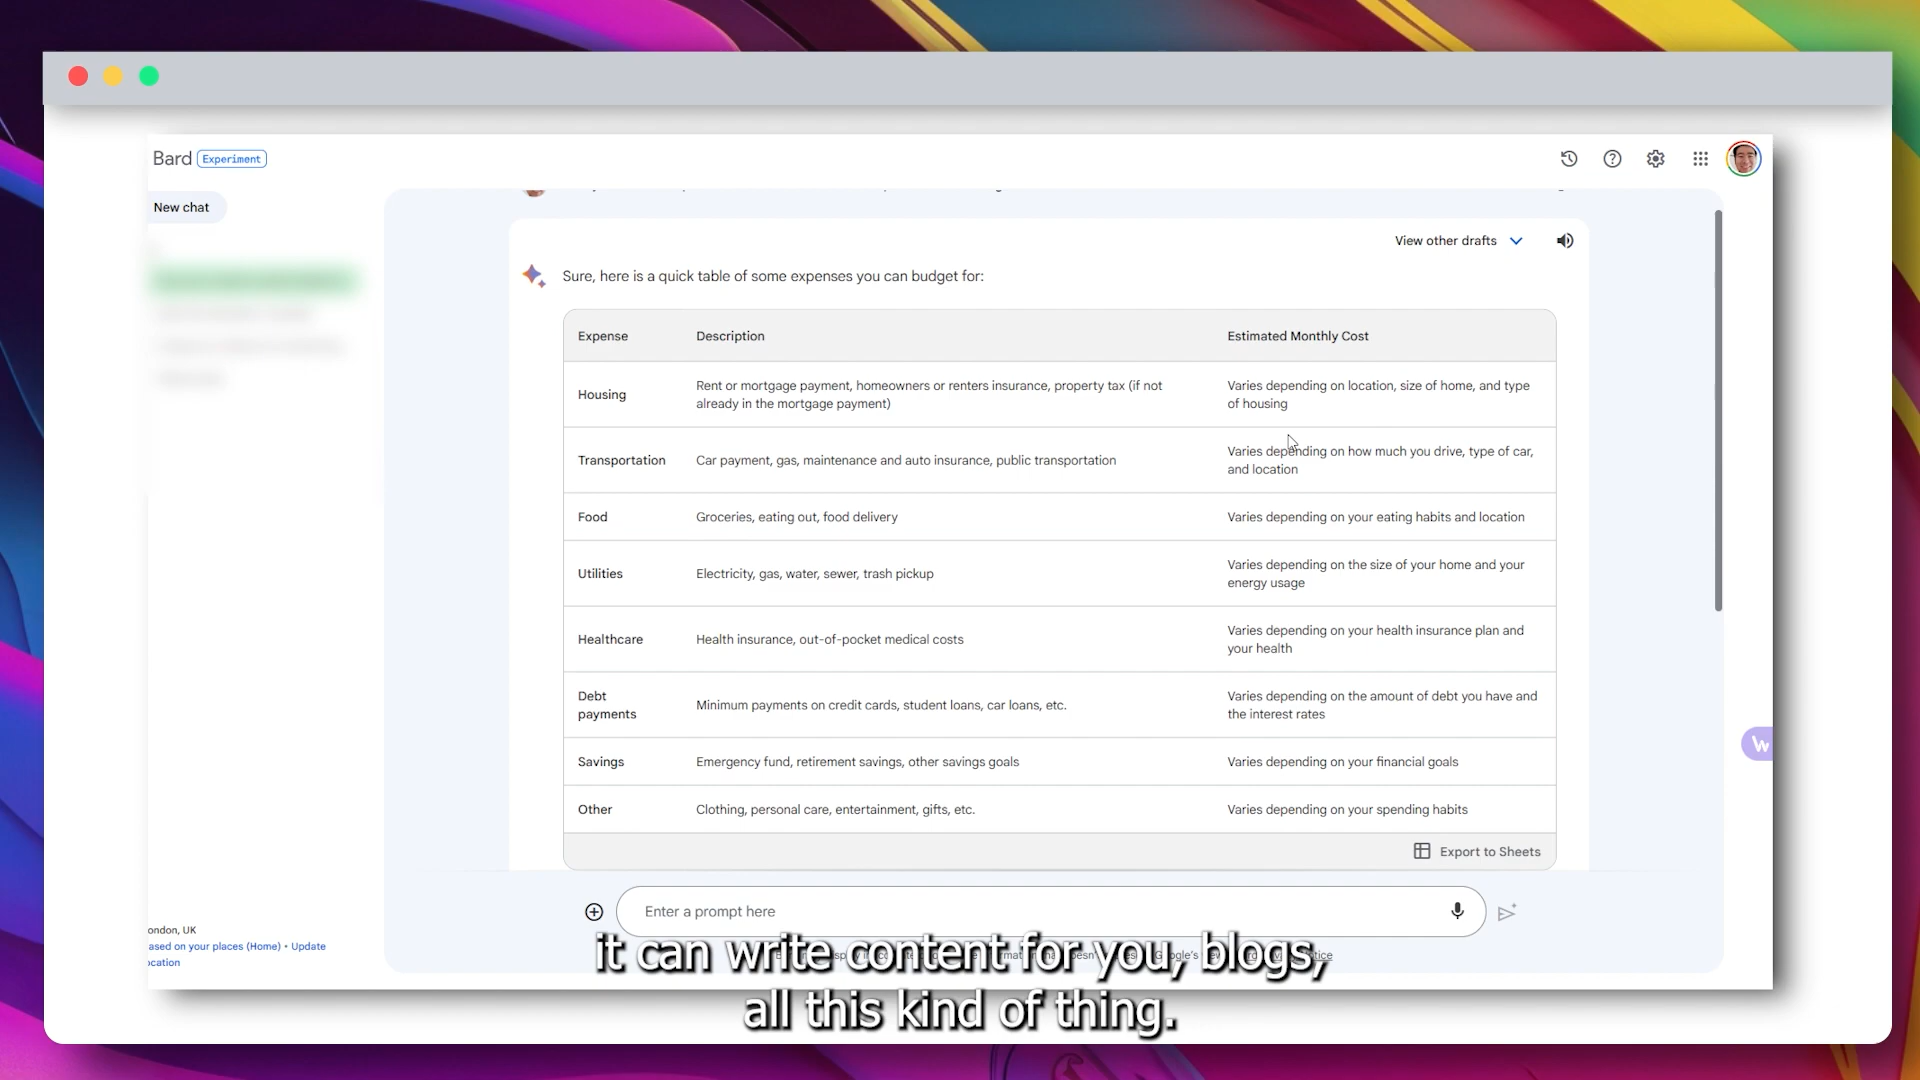 Bard Experiment
New chat
View other drafts
Sure, here is a quick table of some expenses you can budget for:
Expense Description Estimated Monthly Cost
Housing
Rent or mortgage payment, homeowners or renters insurance, property tax (if not
already in the mortgage payment)
Varies depending on location, size of home, and type
of housing
Transportation
Car payment, gas, maintenance and auto insurance, public transportation
Varies depending on how much you drive, type of car,
and location
Food Groceries, eating out, food delivery Varies depending on your eating habits and location
Utilities
Electricity, gas, water, sewer, trash pickup
Varies depending on the size of your home and your
energy usage
Healthcare
Health insurance, out-of-pocket medical costs
Varies depending on your health insurance plan and
your health
Debt
payments
Minimum payments on credit cards, student loans, car loans, etc.
Varies depending on the amount of debt you have and
the interest rates
Savings Emergency fund, retirement savings, other savings goals Varies depending on your financial goals
Other Clothing, personal care, entertainment, gifts, etc. Varies depending on your spending habits
Export to Sheets
Enter a prompt here
ondon, UK
ased on your places (Home) • Update
ocation
it can write content for you, blogs,
all this kind of thing.